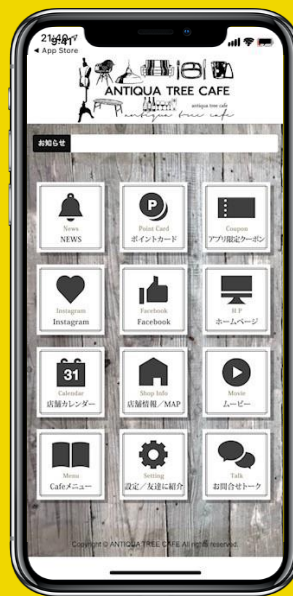 ◀ App Store
ANTIQUA TREE CAFE
antiqua tree cafe
antiqua tree cafe
お知らせ
News
NEWS
Point Card
ポイントカード
Coupon
アプリ限定クーポン
Instagram
Instagram
Facebook
Facebook
H P
ホームページ
31
Calendar
店舗カレンダー
Shop Info
店舗情報／MAP
Movie
ムービー
Menu
Cafeメニュー
Setting
設定／友達に紹介
Talk
お問合せトーク
Copyright © ANTIQUA TREE CAFE All rights reserved.